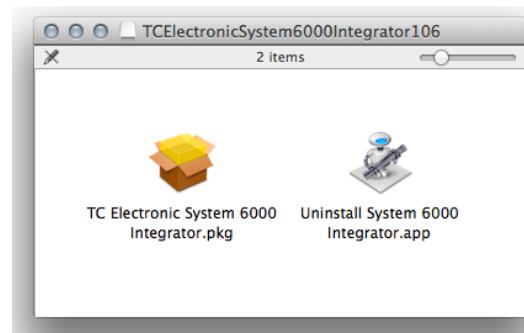 TCElectronicSystem6000Integrator106
2 items
TC Electronic System 6000
Integrator.pkg
Uninstall System 6000
Integrator.app